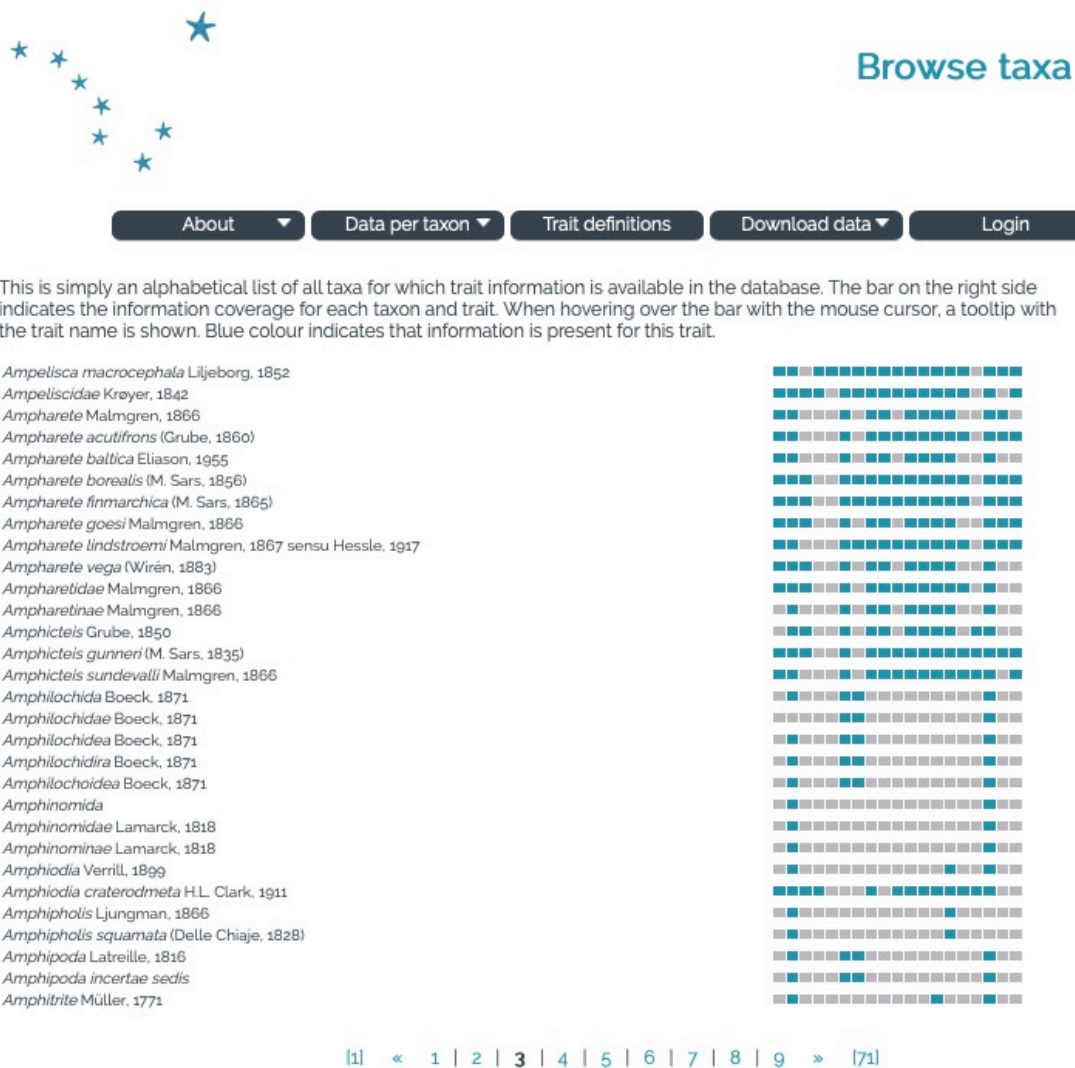 Browse taxa
About
Data per taxon
Trait definitions
Download data
Login
This is simply an alphabetical list of all taxa for which trait information is available in the database. The bar on the right side
indicates the information coverage for each taxon and trait. When hovering over the bar with the mouse cursor, a tooltip with
the trait name is shown. Blue colour indicates that information is present for this trait.
Ampelisca macrocephala Liljeborg, 1852
Ampeliscidae Krøyer, 1842
Ampharete Malmgren, 1866
Ampharete acutifrons (Grube, 1860)
Ampharete baltica Eliason, 1955
Ampharete borealis (M. Sars, 1856)
Ampharete finmarchica (M. Sars, 1865)
Ampharete goesi Malmgren, 1866
Ampharete lindstroemi Malmgren, 1867 sensu Hessle, 1917
Ampharete vega (Wirén, 1883)
Ampharetidae Malmgren, 1866
Ampharetinae Malmgren, 1866
Amphicteis Grube, 1850
Amphicteis gunneri (M. Sars, 1835)
Amphicteis sundevalli Malmgren, 1866
Amphilochida Boeck, 1871
Amphilochidae Boeck, 1871
Amphilochidea Boeck, 1871
Amphilochidira Boeck, 1871
Amphilochoidea Boeck, 1871
Amphinomida
Amphinomidae Lamarck, 1818
Amphinominae Lamarck, 1818
Amphiodia Verrill, 1899
Amphiodia craterodmeta H.L. Clark, 1911
Amphipholis Ljungman, 1866
Amphipholis squamata (Delle Chiaje, 1828)
Amphipoda Latreille, 1816
Amphipoda incertae sedis
Amphitrite Müller, 1771
[1] « 1 | 2 | 3 | 4 | 5 | 6 | 7 | 8 | 9 » [71]